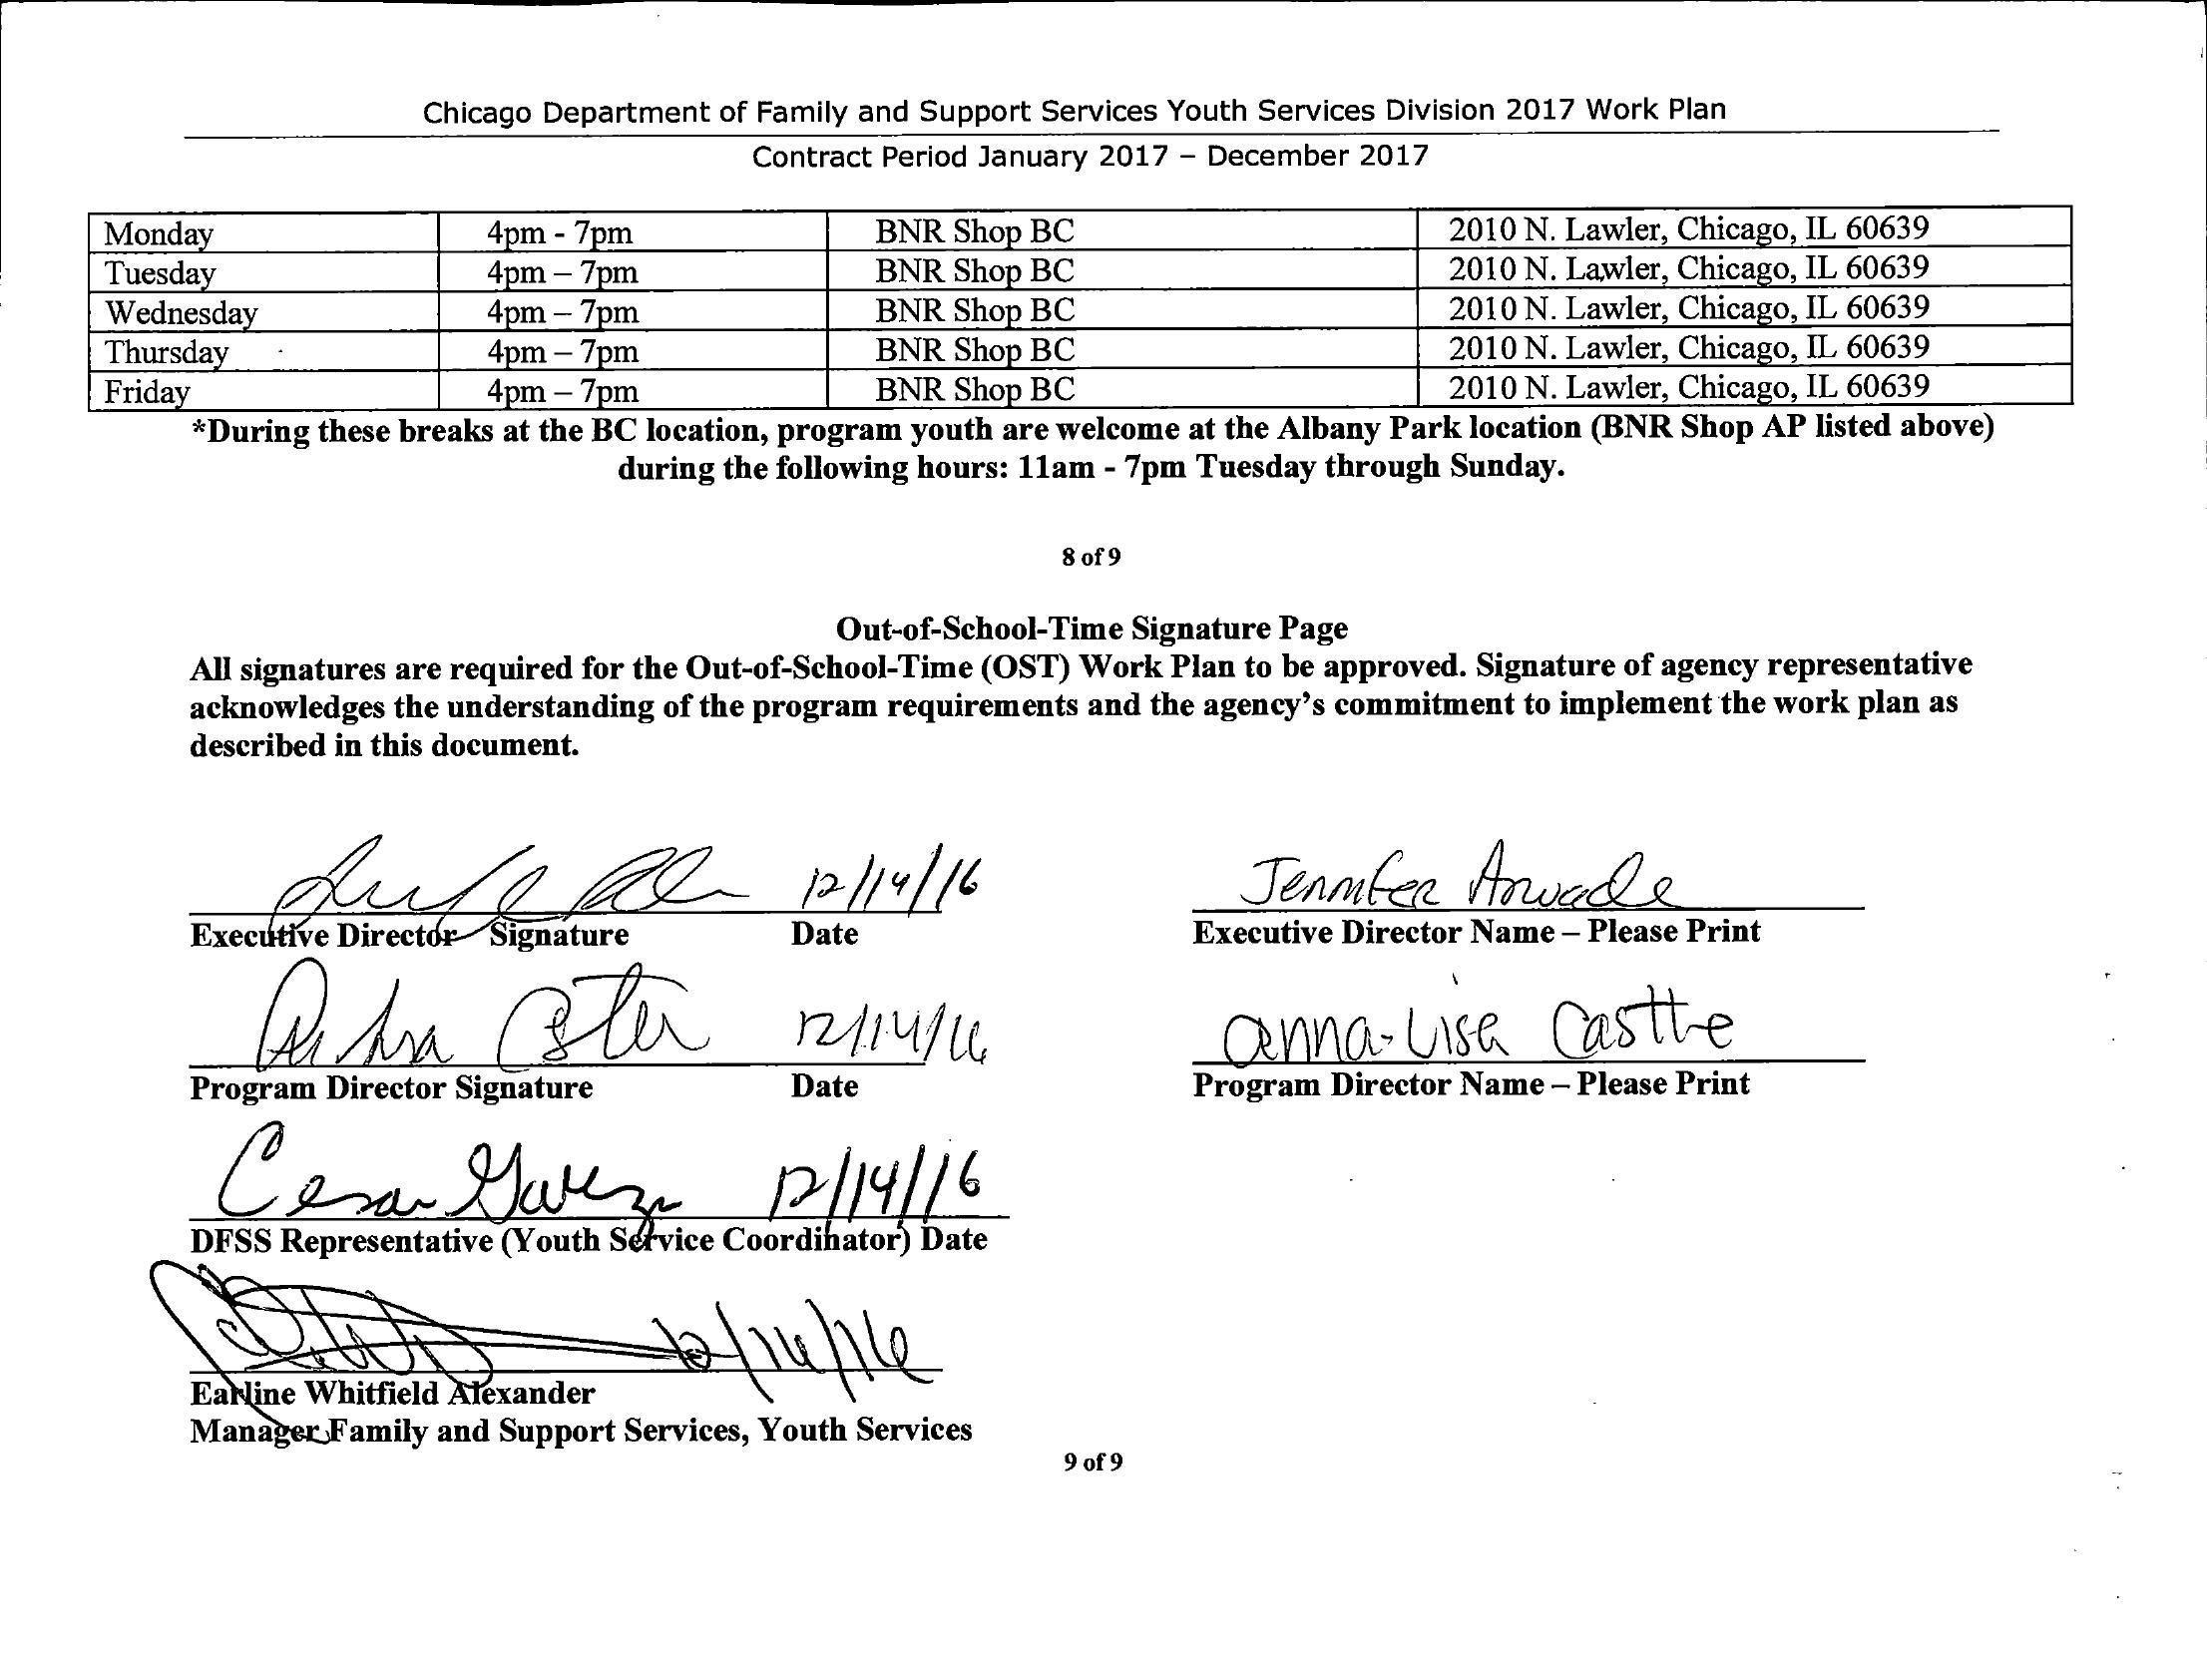 Chicago Department of Family and Support Services Youth Services Division 2017 Work Plan
Contract Period January 2017 – December 2017
Monday 4pm - 7pm BNR Shop BC 2010 N. Lawler, Chicago, IL 60639
Tuesday 4pm – 7pm BNR Shop BC 2010 N. Lawler, Chicago, IL 60639
Wednesday 4pm – 7pm BNR Shop BC 2010 N. Lawler, Chicago, IL 60639
Thursday 4pm – 7pm BNR Shop BC 2010 N. Lawler, Chicago, IL 60639
Friday 4pm – 7pm BNR Shop BC 2010 N. Lawler, Chicago, IL 60639
*During these breaks at the BC location, program youth are welcome at the Albany Park location (BNR Shop AP listed above)
during the following hours: 11am - 7pm Tuesday through Sunday.
8 of 9
Out-of-School-Time Signature Page
All signatures are required for the Out-of-School-Time (OST) Work Plan to be approved. Signature of agency representative
acknowledges the understanding of the program requirements and the agency's commitment to implement the work plan as
described in this document.
12/14/16 Jennifer Arwade
Executive Director Signature Date Executive Director Name – Please Print
12/14/16 Anna-Lisa Castle
Program Director Signature Date Program Director Name – Please Print
Cesar 12/14/16
DFSS Representative (Youth Service Coordinator) Date
Earline Whitfield Alexander
Manager Family and Support Services, Youth Services
9 of 9